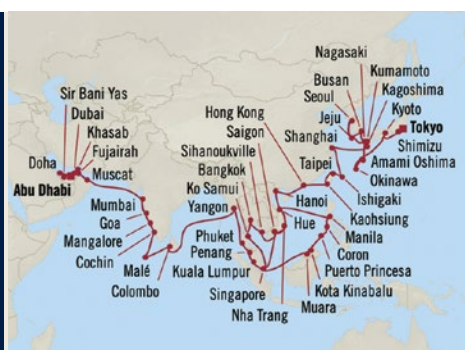 Nagasaki
Busan
Kumamoto
Seoul
Kagoshima
Sir Bani Yas
Hong Kong
Jeju
Kyoto
Dubai
Saigon
Shanghai
Tokyo
Khasab
Sihanoukville
Shimizu
Doha
Fujairah
Bangkok
Taipei
Amami Oshima
Abu Dhabi
Muscat
Ko Samui
Okinawa
Mumbai
Yangon
Hanoi
Ishigaki
Goa
Hue
Kaohsiung
Mangalore
Phuket
Manila
Cochin
Penang
Coron
Malé
Kuala Lumpur
Puerto Princesa
Colombo
Singapore
Kota Kinabalu
Nha Trang
Muara